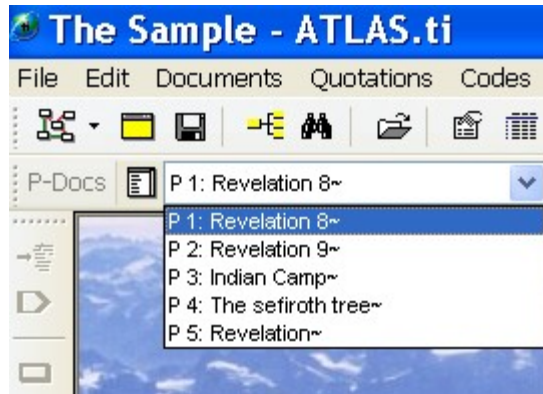 The Sample - ATLAS.ti
File Edit Documents Quotations Codes
P-Docs P 1: Revelation 8~
P 1: Revelation 8~
P 2: Revelation 9~
P 3: Indian Camp~
P 4: The sefiroth tree~
P 5: Revelation~